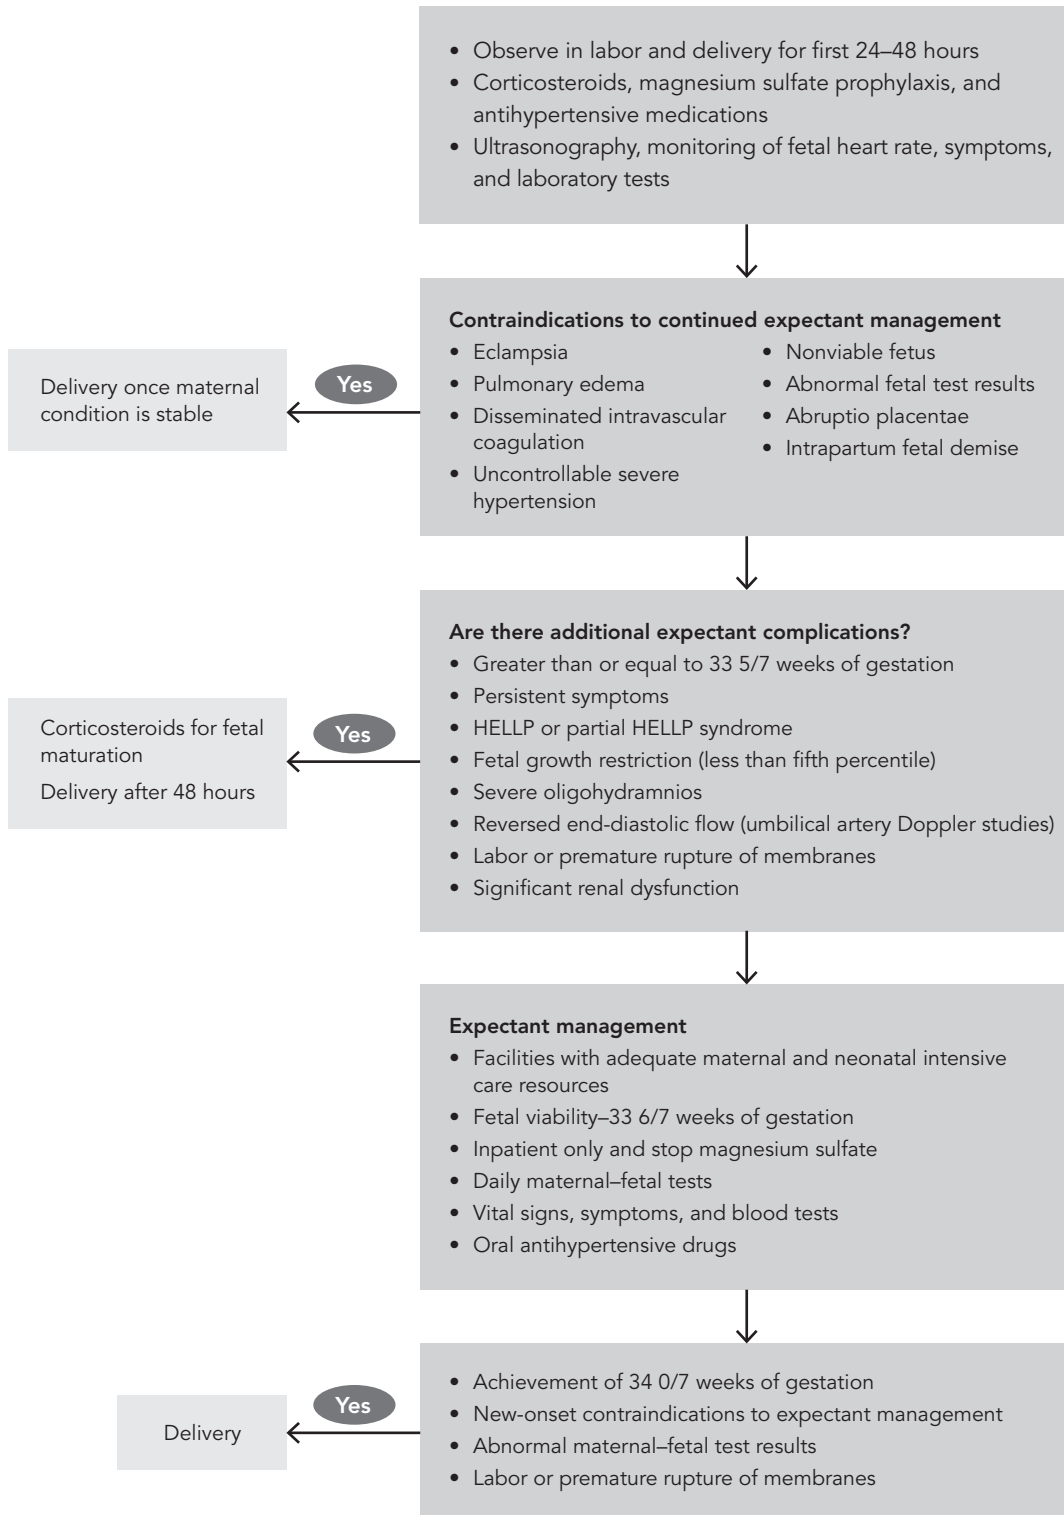 • Observe in labor and delivery for first 24–48 hours
• Corticosteroids, magnesium sulfate prophylaxis, and
antihypertensive medications
• Ultrasonography, monitoring of fetal heart rate, symptoms,
and laboratory tests
Contraindications to continued expectant management
• Eclampsia
• Pulmonary edema
• Disseminated intravascular
coagulation
• Uncontrollable severe
hypertension
• Nonviable fetus
• Abnormal fetal test results
• Abruptio placentae
• Intrapartum fetal demise
Yes
Delivery once maternal
condition is stable
Are there additional expectant complications?
• Greater than or equal to 33 5/7 weeks of gestation
• Persistent symptoms
• HELLP or partial HELLP syndrome
• Fetal growth restriction (less than fifth percentile)
• Severe oligohydramnios
• Reversed end-diastolic flow (umbilical artery Doppler studies)
• Labor or premature rupture of membranes
• Significant renal dysfunction
Yes
Corticosteroids for fetal
maturation
Delivery after 48 hours
Expectant management
• Facilities with adequate maternal and neonatal intensive
care resources
• Fetal viability–33 6/7 weeks of gestation
• Inpatient only and stop magnesium sulfate
• Daily maternal–fetal tests
• Vital signs, symptoms, and blood tests
• Oral antihypertensive drugs
• Achievement of 34 0/7 weeks of gestation
• New-onset contraindications to expectant management
• Abnormal maternal–fetal test results
• Labor or premature rupture of membranes
Yes
Delivery